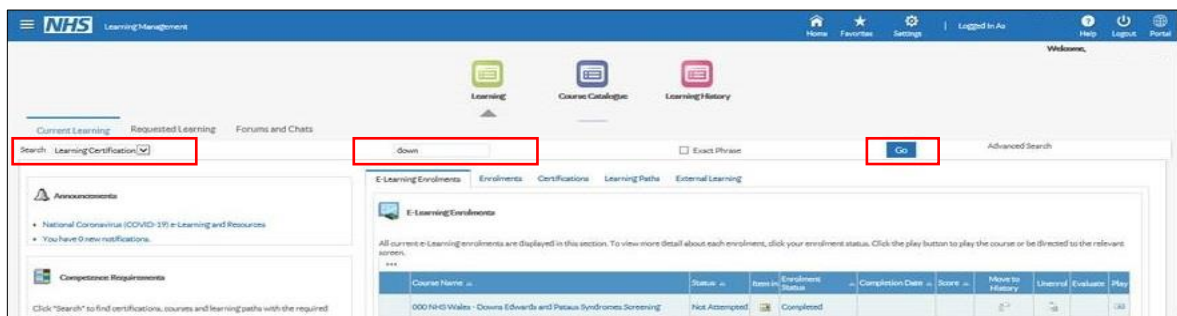 NHS Learning Management
Home Favorites Settings | Logged In As Help Logout Portal
Welcome,
Learning Course Catalogue Learning History
Current Learning Requested Learning Forums and Chats
Search Learning Certification down Exact Phrase Go Advanced Search
E-Learning Enrolments Enrolments Certifications Learning Paths External Learning
Announcements
E-Learning Enrolments
National Coronavirus (COVID-19) e-Learning and Resources
You have 0 new notifications.
All current e-Learning enrolments are displayed in this section. To view more detail about each enrolment, click your enrolment status. Click the play button to play the course or be directed to the relevant
screen.
Competence Requirements
Course Name Status Item in Enrolment Status Completion Date Score Move to History Unenrol Evaluate Play
Click "Search" to find certifications, courses and learning paths with the required
000 NHS Wales - Downs Edwards and Pataus Syndromes Screening Not Attempted Completed